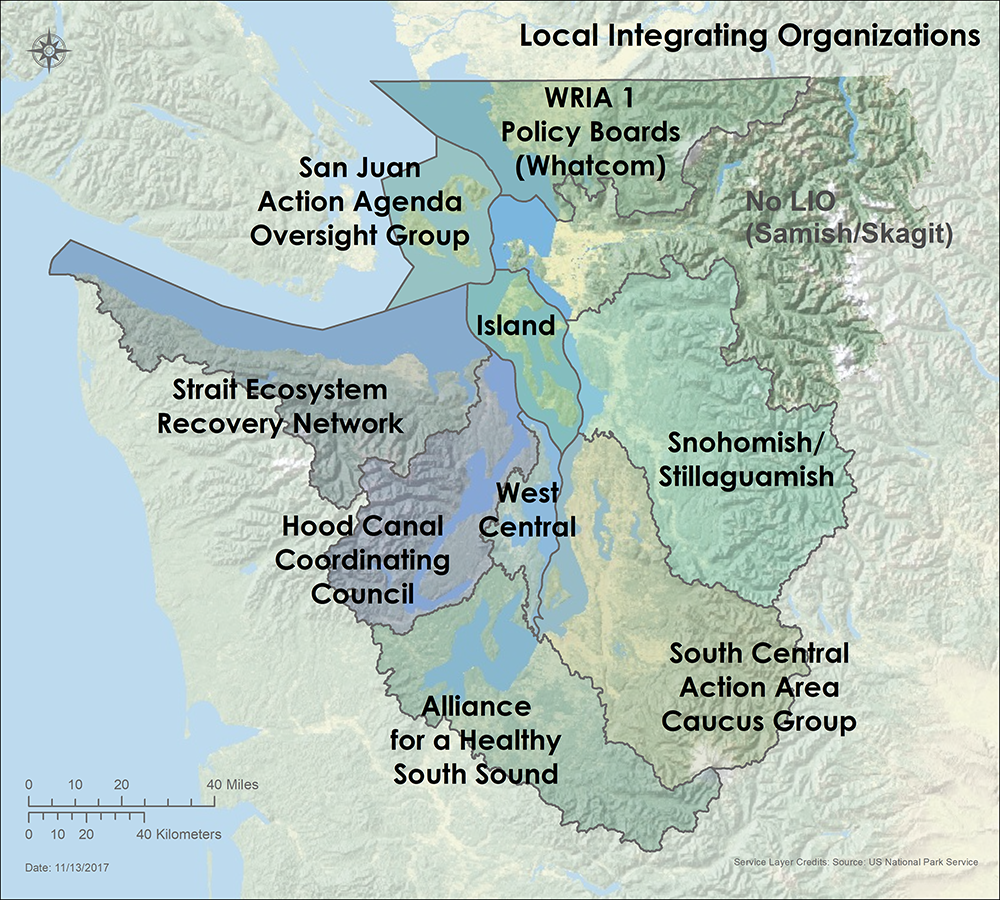 Local Integrating Organizations
WRIA 1
Policy Boards
(Whatcom)
San Juan
Action Agenda
Oversight Group
No LIO
(Samish/Skagit)
Island
Strait Ecosystem
Recovery Network
Snohomish/
Stillaguamish
West
Central
Hood Canal
Coordinating
Council
South Central
Action Area
Caucus Group
Alliance
for a Healthy
South Sound
0 10 20 40 Miles
0 10 20 40 Kilometers
Date: 11/13/2017
Service Layer Credits: Source: US National Park Service